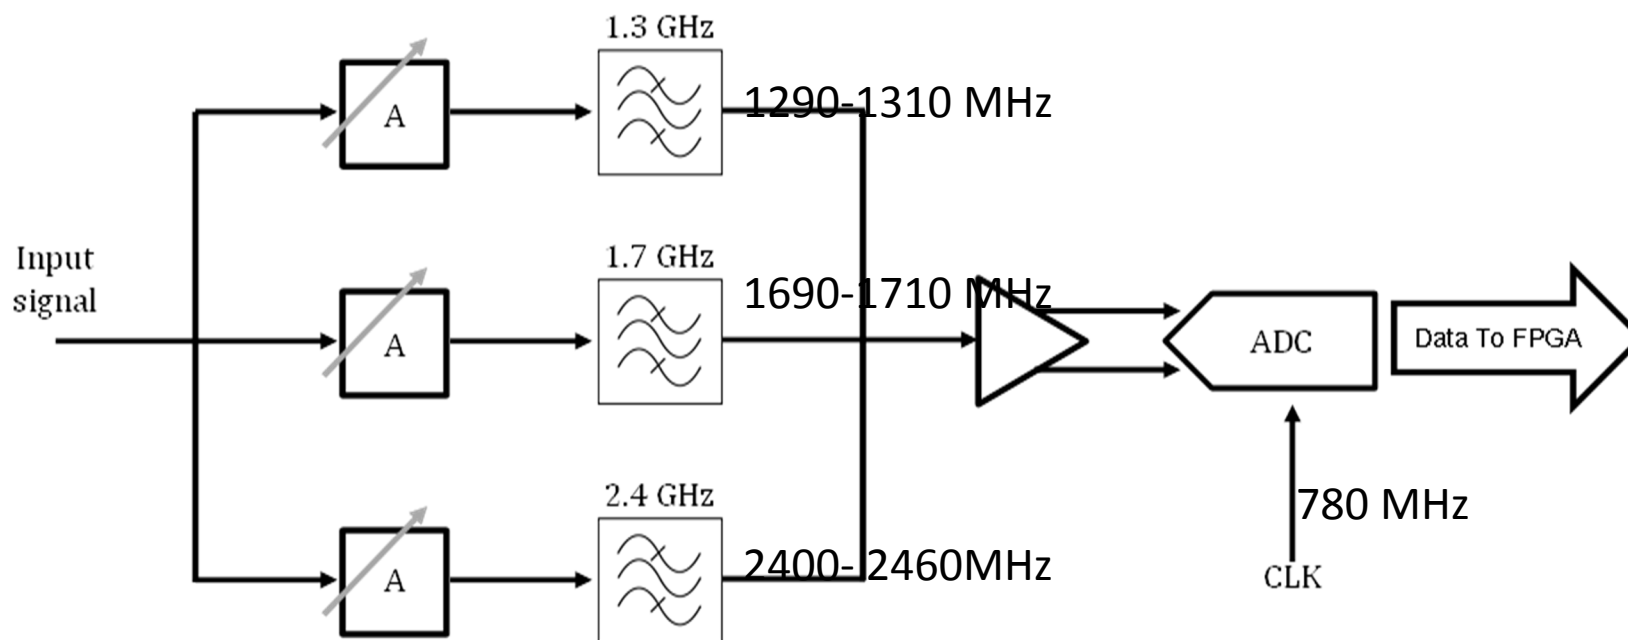 1.3 GHz
1290-1310 MHz
A
Input
signal
1.7 GHz
1690-1710 MHz
A
ADC
Data To FPGA
2.4 GHz
2400- 2460MHz
A
780 MHz
CLK